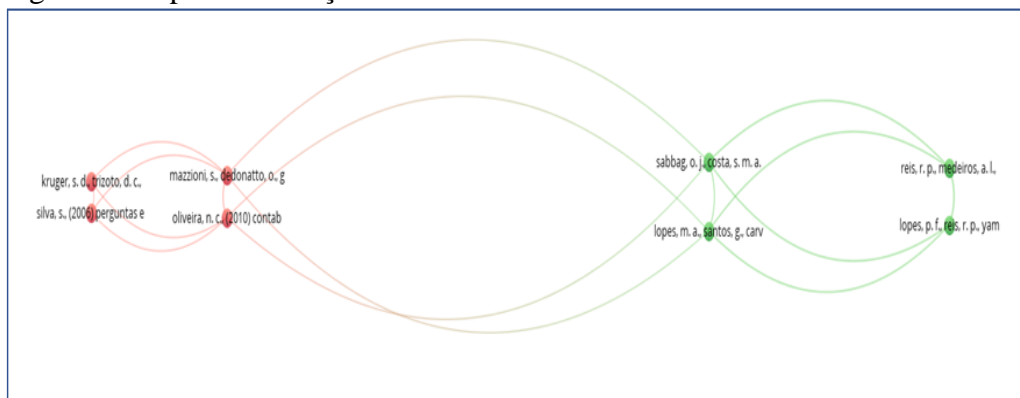 kruger, s. d., trizoto, d. c.,
silva, s., (2006) perguntas e
mazzioni, s., dedonatto, o., g
oliveira, n. c., (2010) contab
sabbag, o. j., costa, s. m. a.
lopes, m. a., santos, g., carv
reis, r. p., medeiros, a. l.,
lopes, p. f., reis, r. p., yam